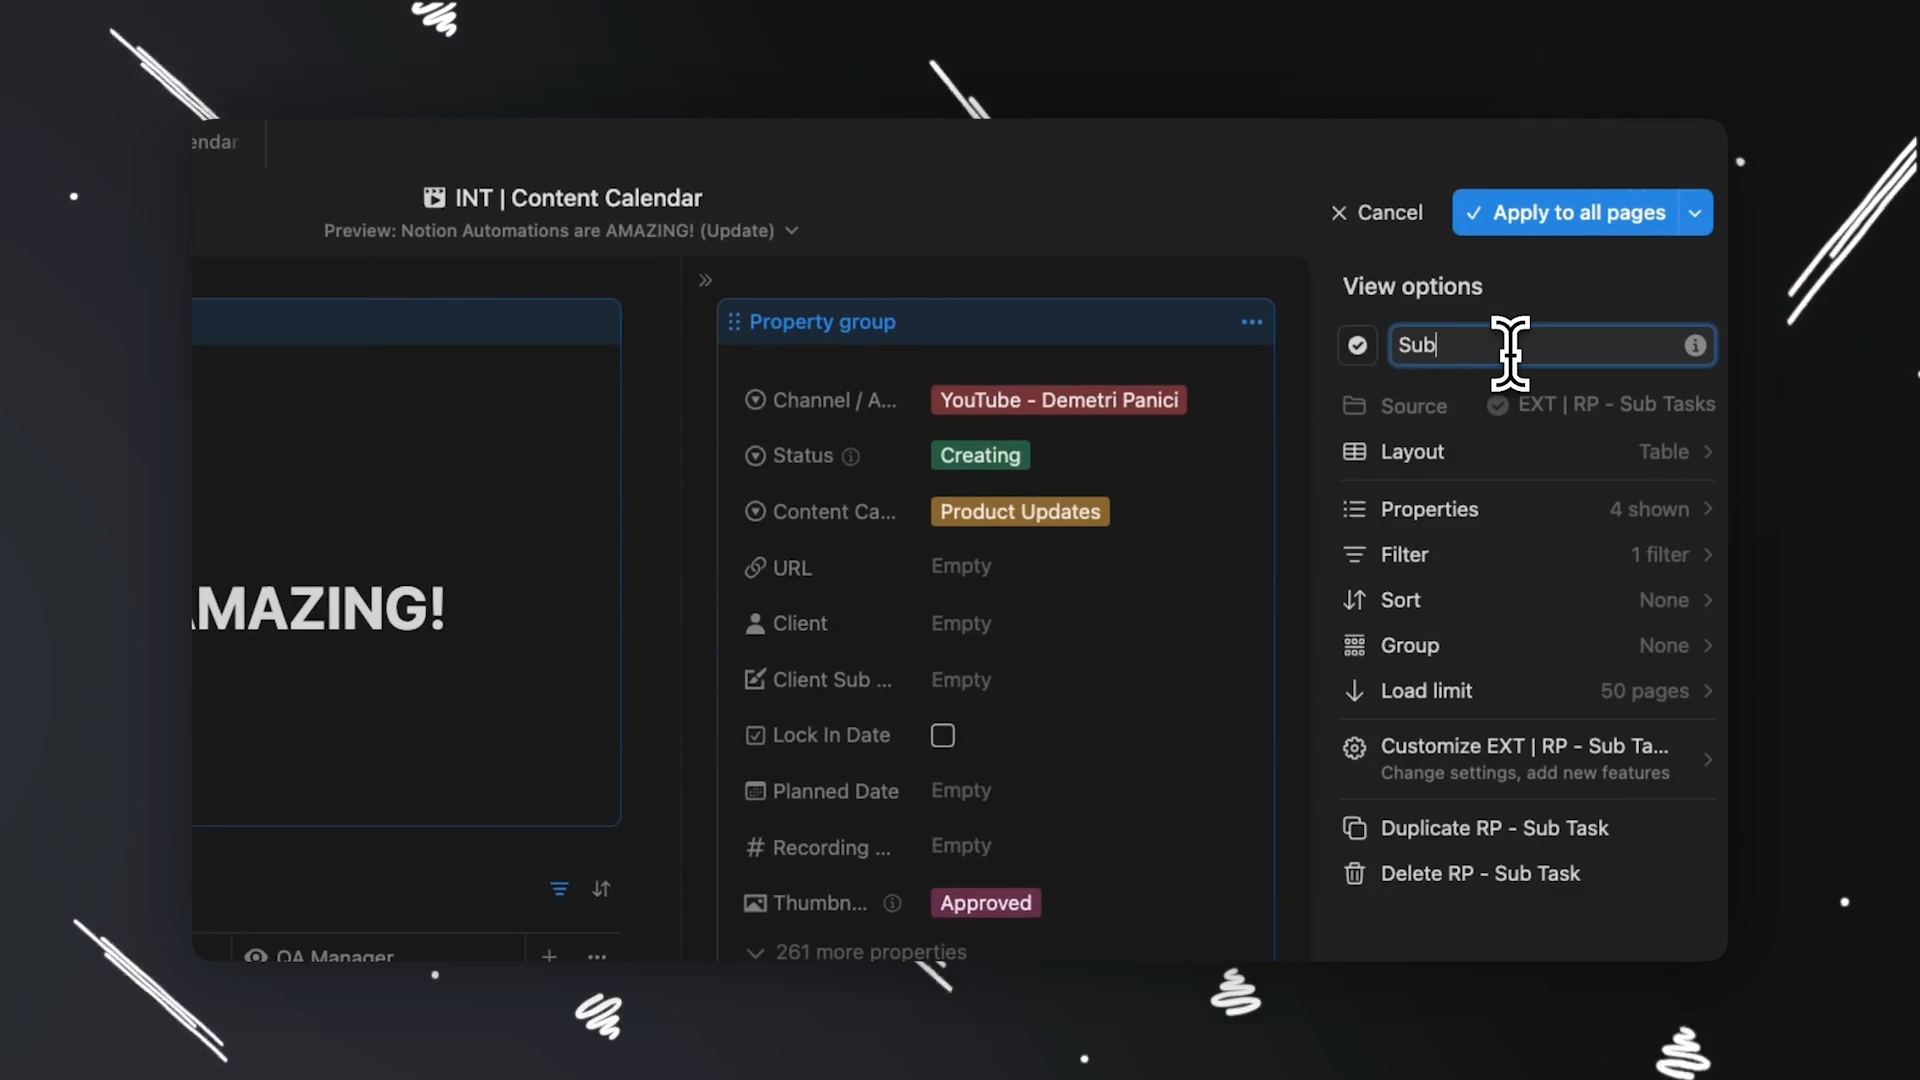 endar
INT | Content Calendar
Preview: Notion Automations are AMAZING! (Update)
Cancel
Apply to all pages
Property group
Channel / A...
YouTube - Demetri Panici
Status
Creating
Content Ca...
Product Updates
URL
Empty
Client
Empty
Client Sub ...
Empty
Lock In Date
Planned Date
Empty
Recording ...
Empty
Thumbn...
Approved
261 more properties
AMAZING!
QA Manager
View options
Sub
Source
EXT | RP - Sub Tasks
Layout
Table
Properties
4 shown
Filter
1 filter
Sort
None
Group
None
Load limit
50 pages
Customize EXT | RP - Sub Ta...
Change settings, add new features
Duplicate RP - Sub Task
Delete RP - Sub Task